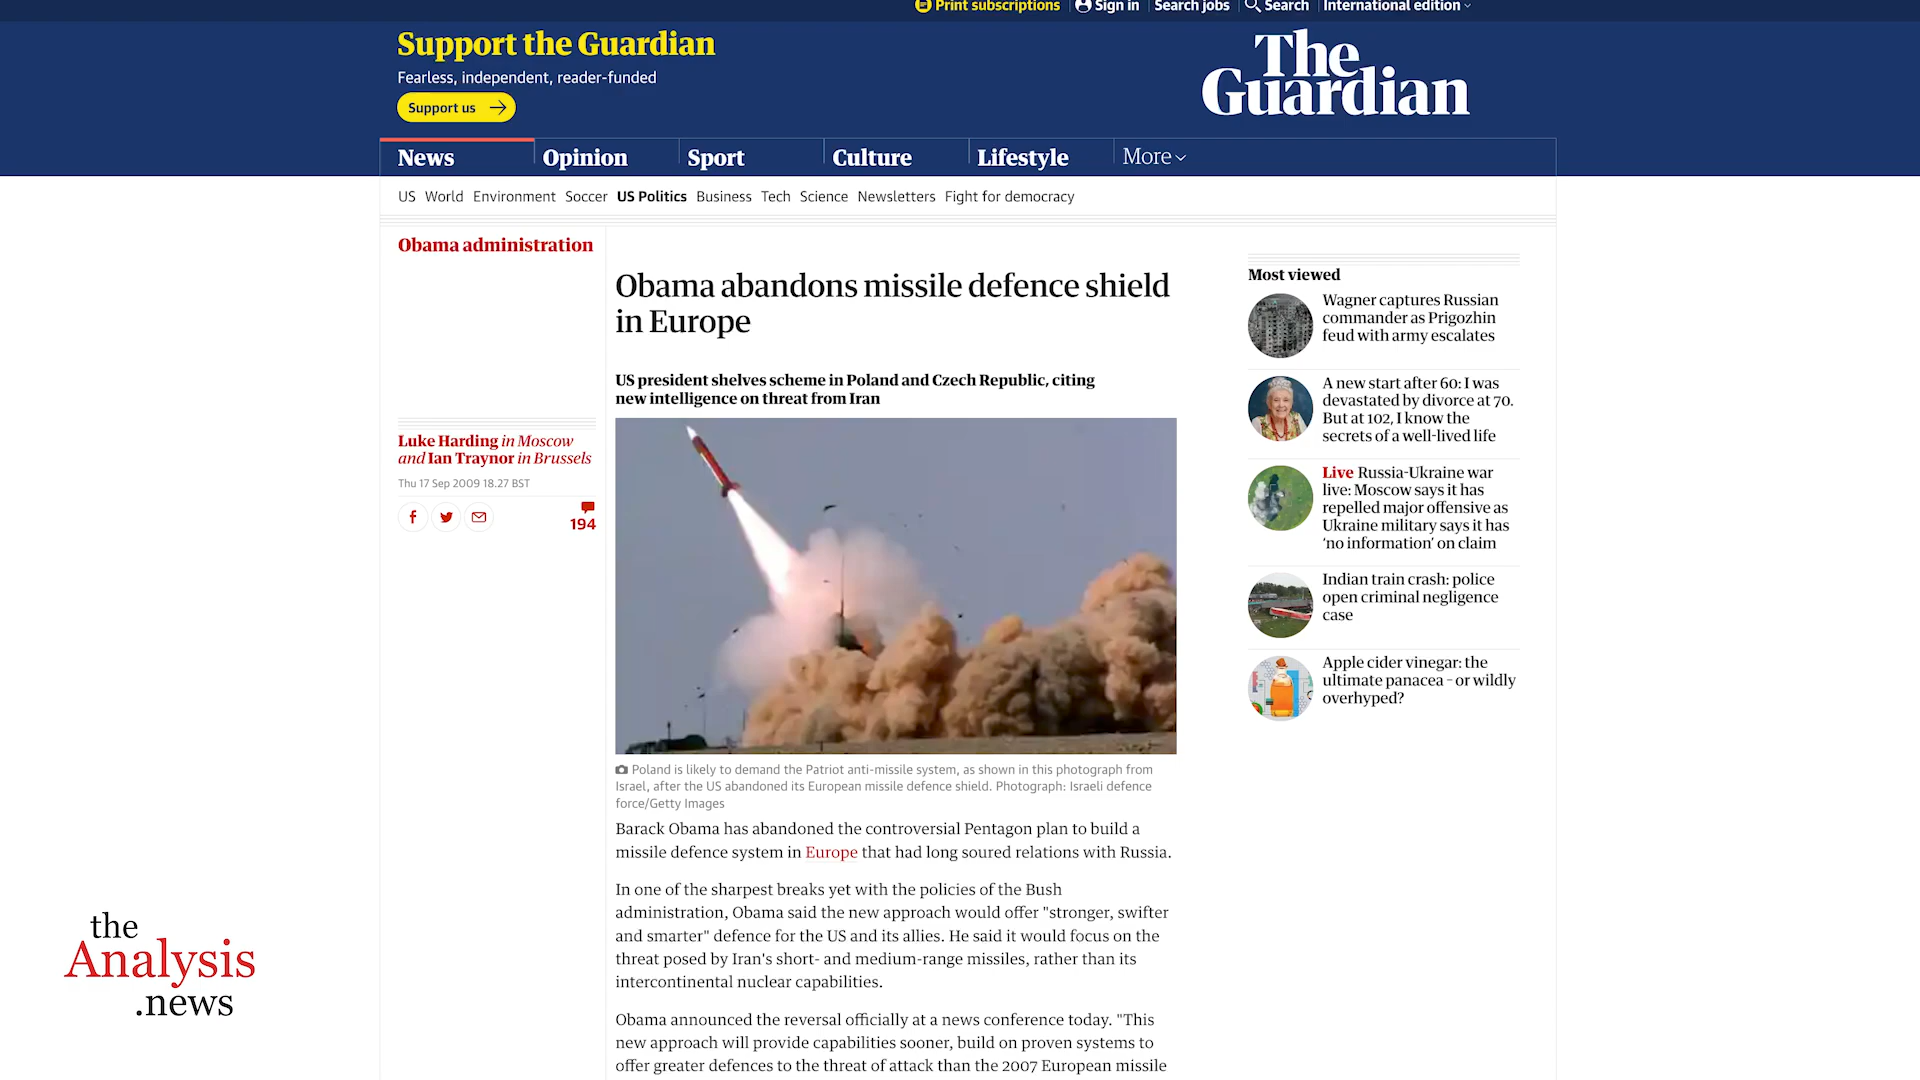 Print subscriptions
Sign in
Search jobs
Search
International edition
Support the Guardian
Fearless, independent, reader-funded
Support us
The
Guardian
News
Opinion
Sport
Culture
Lifestyle
More
US World Environment Soccer US Politics Business Tech Science Newsletters Fight for democracy
Obama administration
Obama abandons missile defence shield
in Europe
US president shelves scheme in Poland and Czech Republic, citing
new intelligence on threat from Iran
Luke Harding in Moscow
and Ian Traynor in Brussels
Thu 17 Sep 2009 18.27 BST
194
Poland is likely to demand the Patriot anti-missile system, as shown in this photograph from
Israel, after the US abandoned its European missile defence shield. Photograph: Israeli defence
force/Getty Images
Barack Obama has abandoned the controversial Pentagon plan to build a
missile defence system in Europe that had long soured relations with Russia.
In one of the sharpest breaks yet with the policies of the Bush
administration, Obama said the new approach would offer "stronger, swifter
and smarter" defence for the US and its allies. He said it would focus on the
threat posed by Iran's short- and medium-range missiles, rather than its
intercontinental nuclear capabilities.
Obama announced the reversal officially at a news conference today. "This
new approach will provide capabilities sooner, build on proven systems to
offer greater defences to the threat of attack than the 2007 European missile
Most viewed
Wagner captures Russian
commander as Prigozhin
feud with army escalates
A new start after 60: I was
devastated by divorce at 70.
But at 102, I know the
secrets of a well-lived life
Live Russia-Ukraine war
live: Moscow says it has
repelled major offensive as
Ukraine military says it has
'no information' on claim
Indian train crash: police
open criminal negligence
case
Apple cider vinegar: the
ultimate panacea – or wildly
overhyped?
the
Analysis
.news